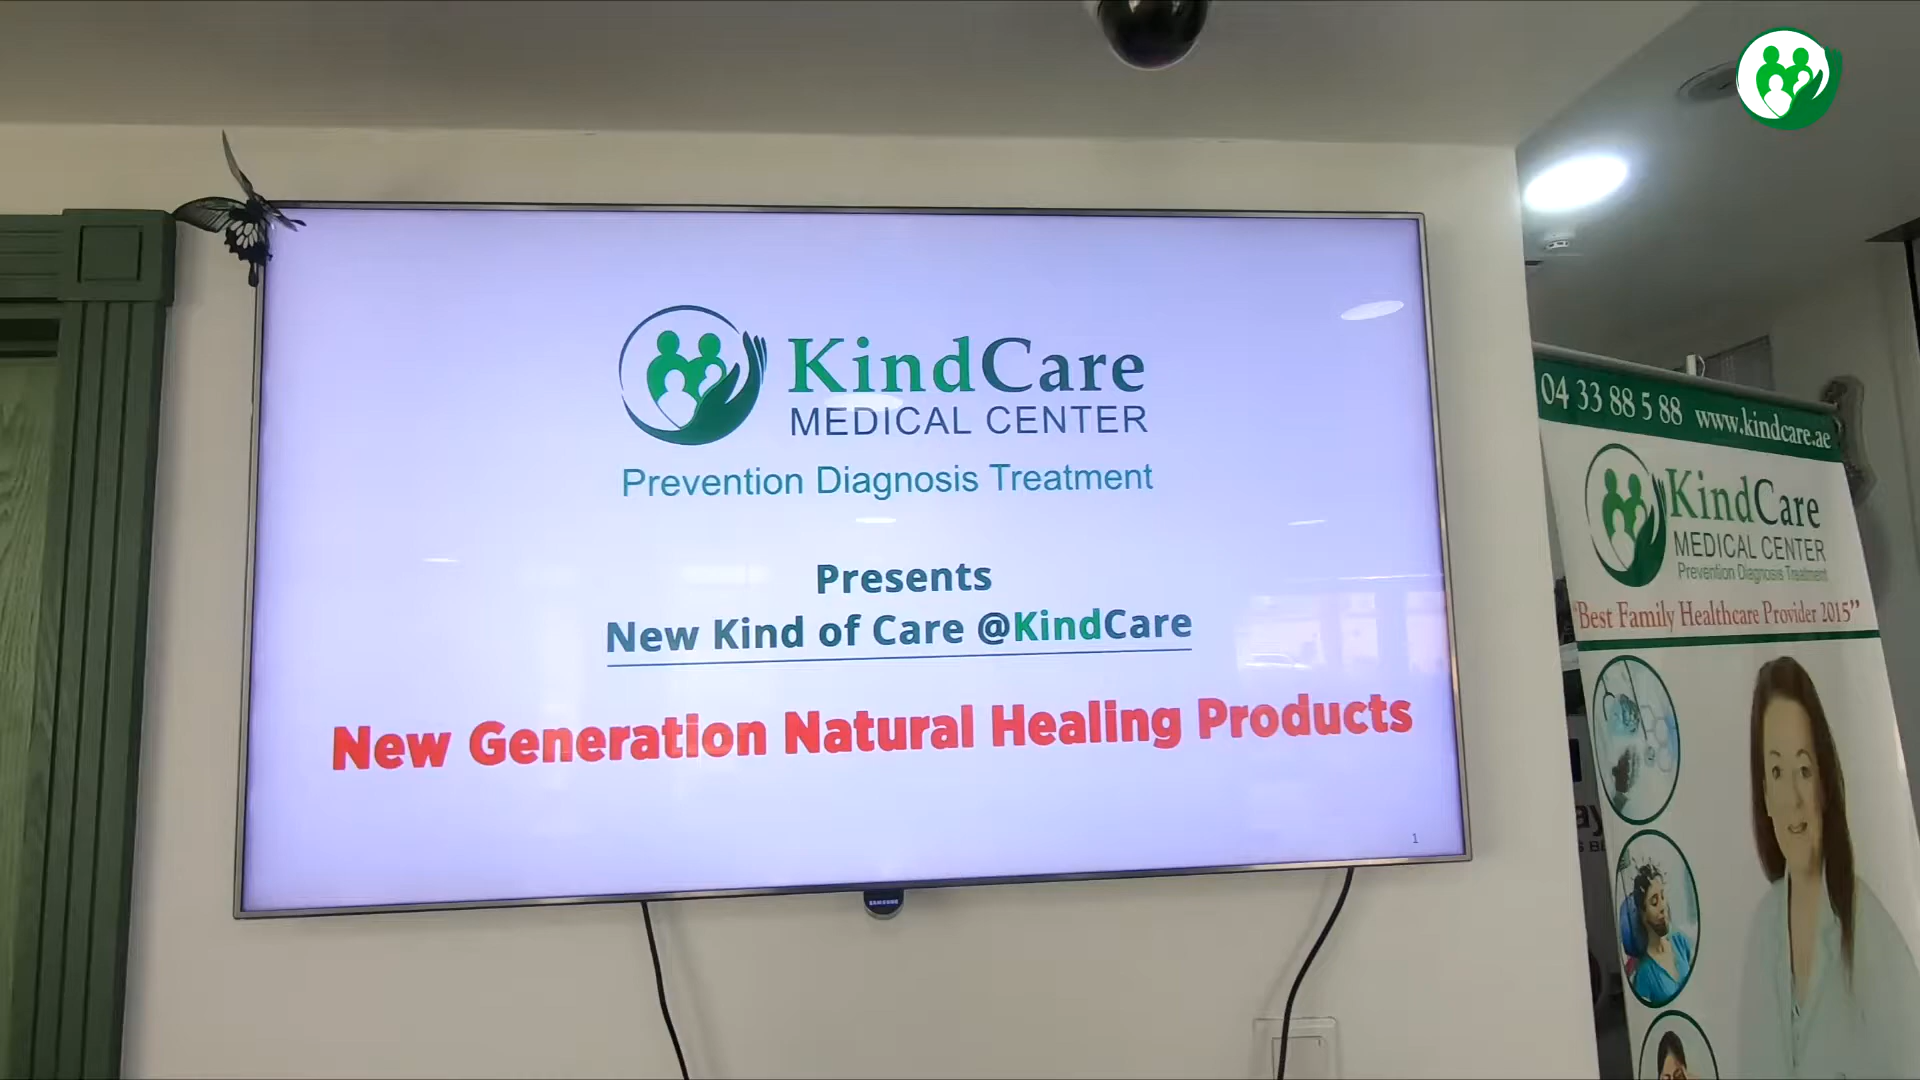 KindCare
MEDICAL CENTER
Prevention Diagnosis Treatment
Presents
New Kind of Care @KindCare
New Generation Natural Healing Products
1
SAMSUNG
04 33 88 5 88 www.kindcare.ae
KindCare
MEDICAL CENTER
Prevention Diagnosis Treatment
"Best Family Healthcare Provider 2015"